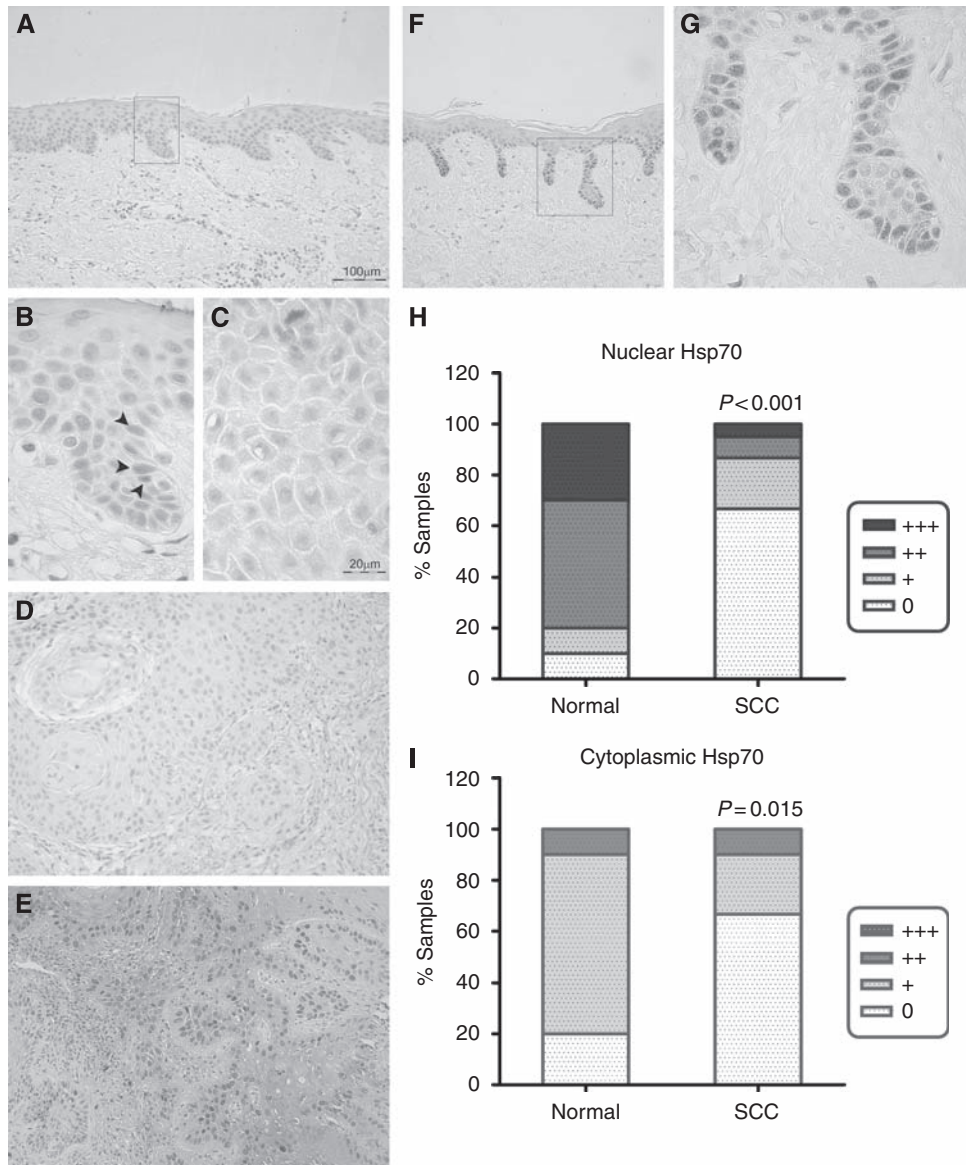 A
100μm
F
G
B
C
20μm
D
E
H
Nuclear Hsp70
P<0.001
120
100
80
60
40
20
0
% Samples
Normal
SCC
+++
++
+
0
I
Cytoplasmic Hsp70
P=0.015
120
100
80
60
40
20
0
% Samples
Normal
SCC
+++
++
+
0